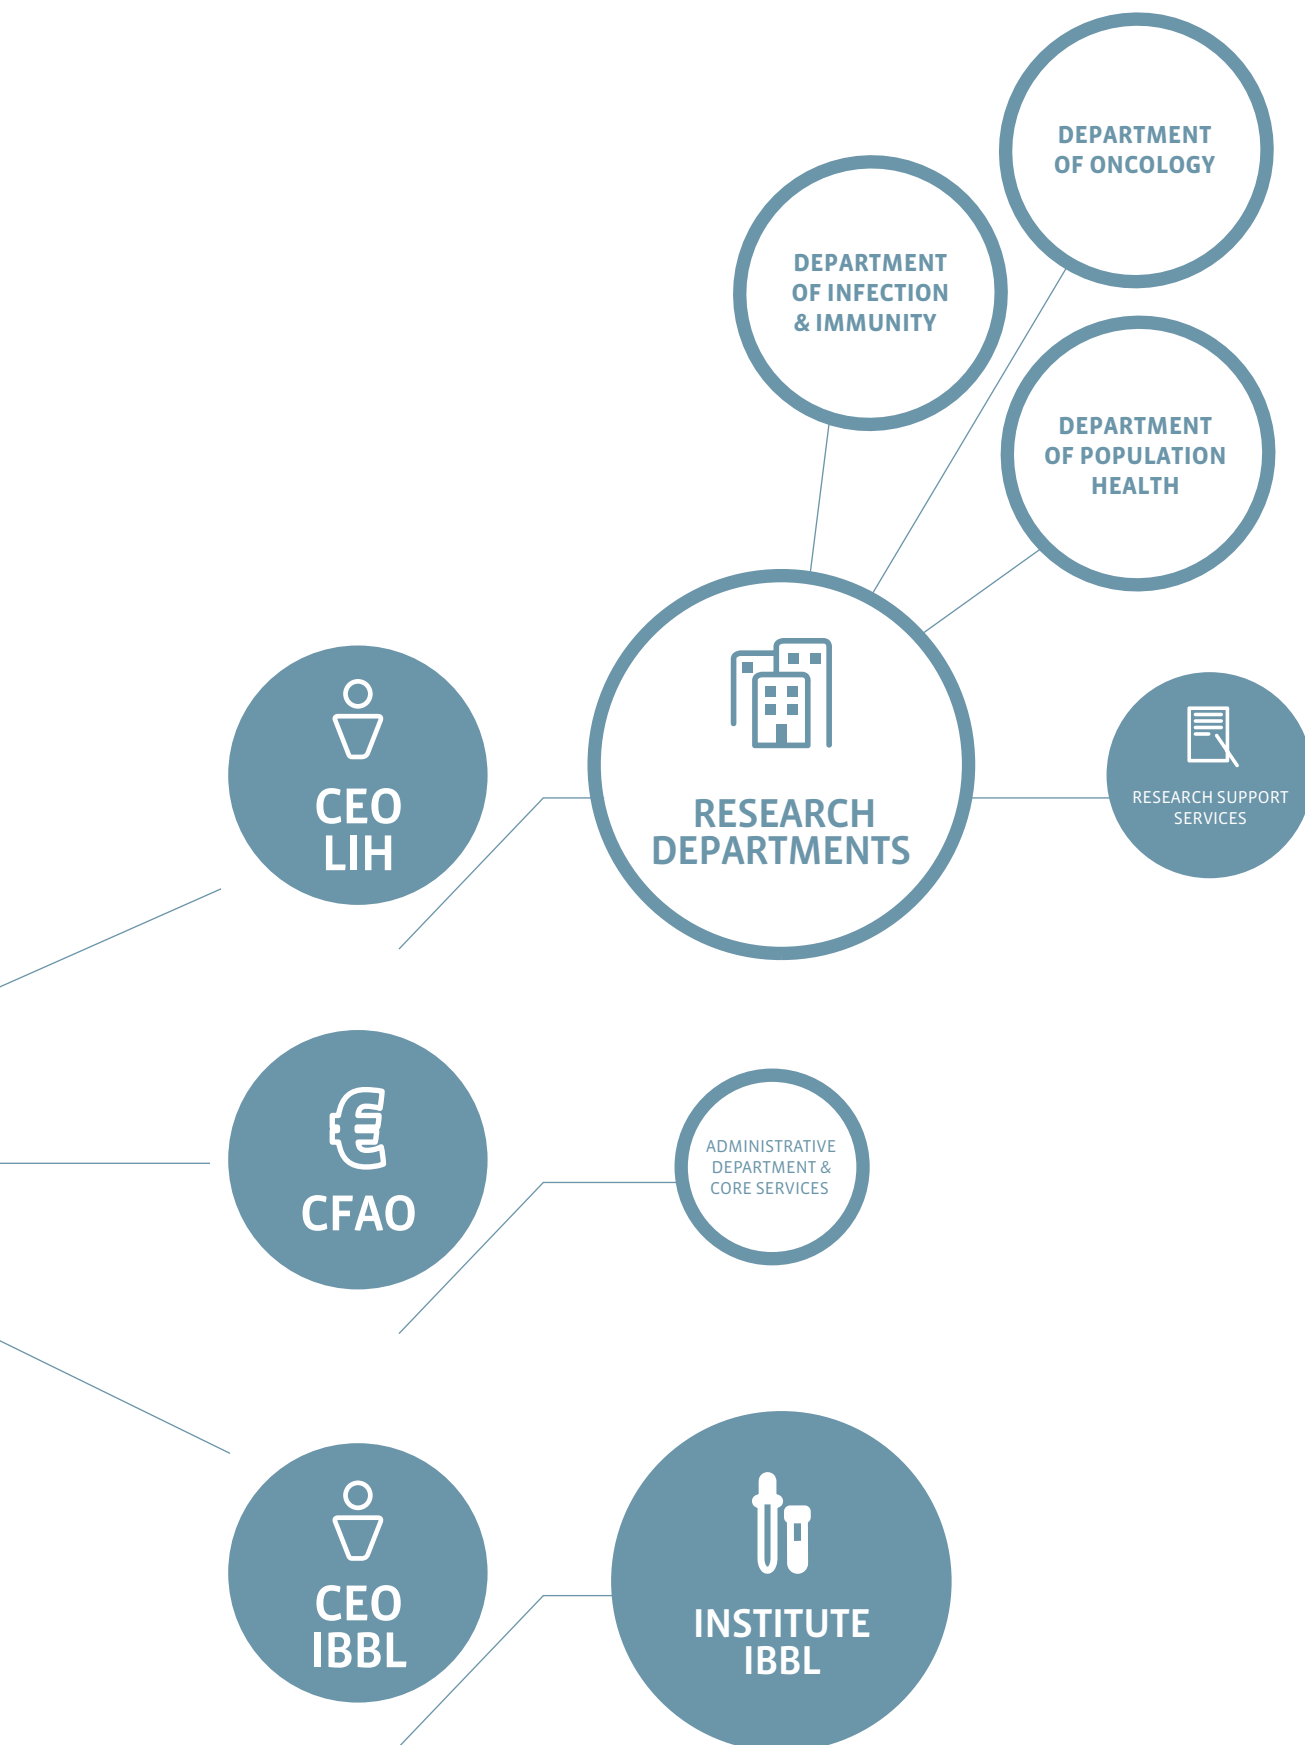 DEPARTMENT
OF ONCOLOGY
DEPARTMENT
OF INFECTION
& IMMUNITY
DEPARTMENT
OF POPULATION
HEALTH
CEO
LIH
RESEARCH
DEPARTMENTS
RESEARCH SUPPORT
SERVICES
CFAO
ADMINISTRATIVE
DEPARTMENT &
CORE SERVICES
CEO
IBBL
INSTITUTE
IBBL